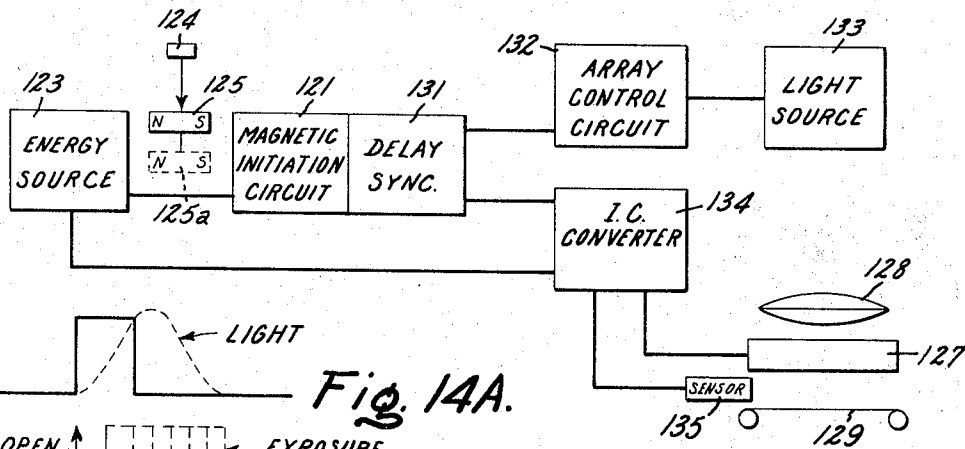 124
132
133
123
125
121
131
ARRAY
CONTROL
CIRCUIT
LIGHT
SOURCE
N S
ENERGY
SOURCE
MAGNETIC
INITIATION
CIRCUIT
DELAY
SYNC.
N S
125a
134
I.C.
CONVERTER
128
LIGHT
127
Fig. 14A.
SENSOR
135
129
OPEN
EXPOSURE